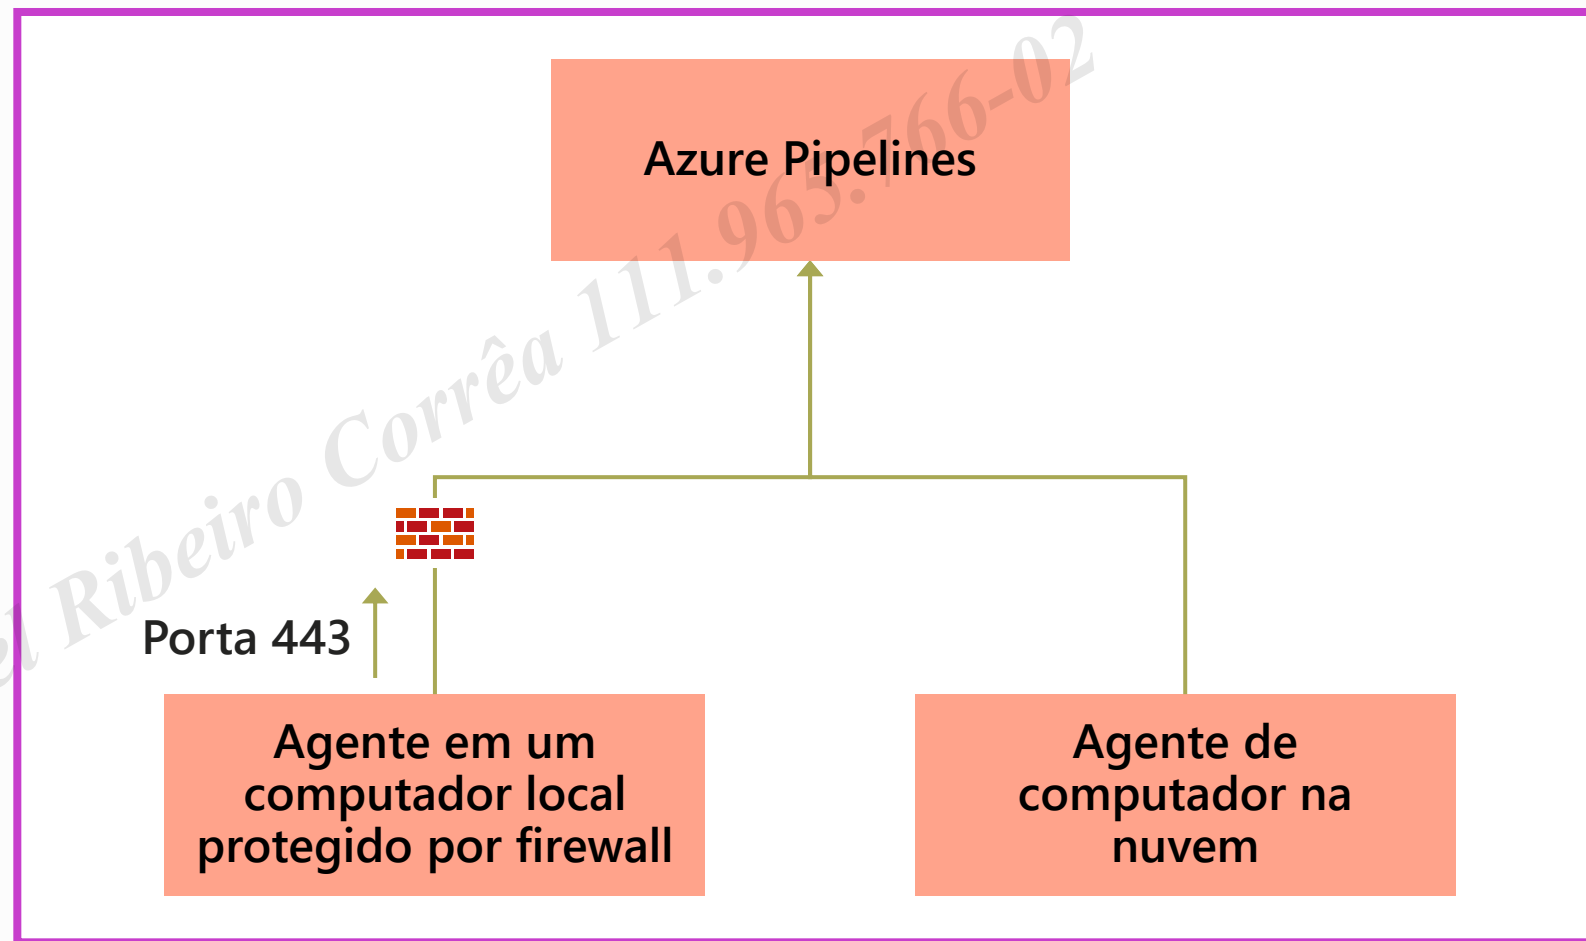 Azure Pipelines
el Ribeiro Corrêa 111.965.766-02
Porta 443
Agente em um
computador local
protegido por firewall
Agente de
computador na
nuvem